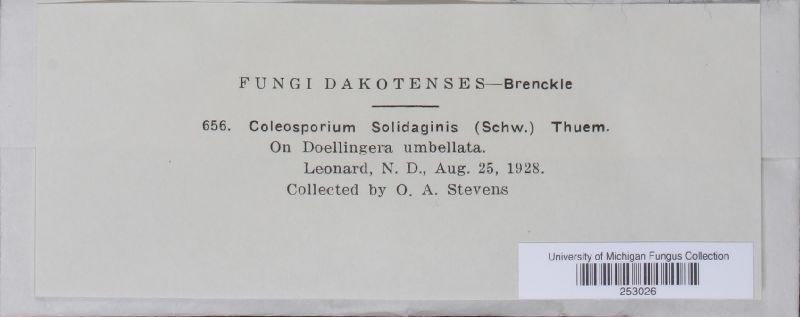 FUNGI DAKOTENSES—Brenckle
656. Coleosporium Solidaginis (Schw.) Thuem.
On Doellingera umbellata.
Leonard, N. D., Aug. 25, 1928.
Collected by O. A. Stevens
University of Michigan Fungus Collection
253026